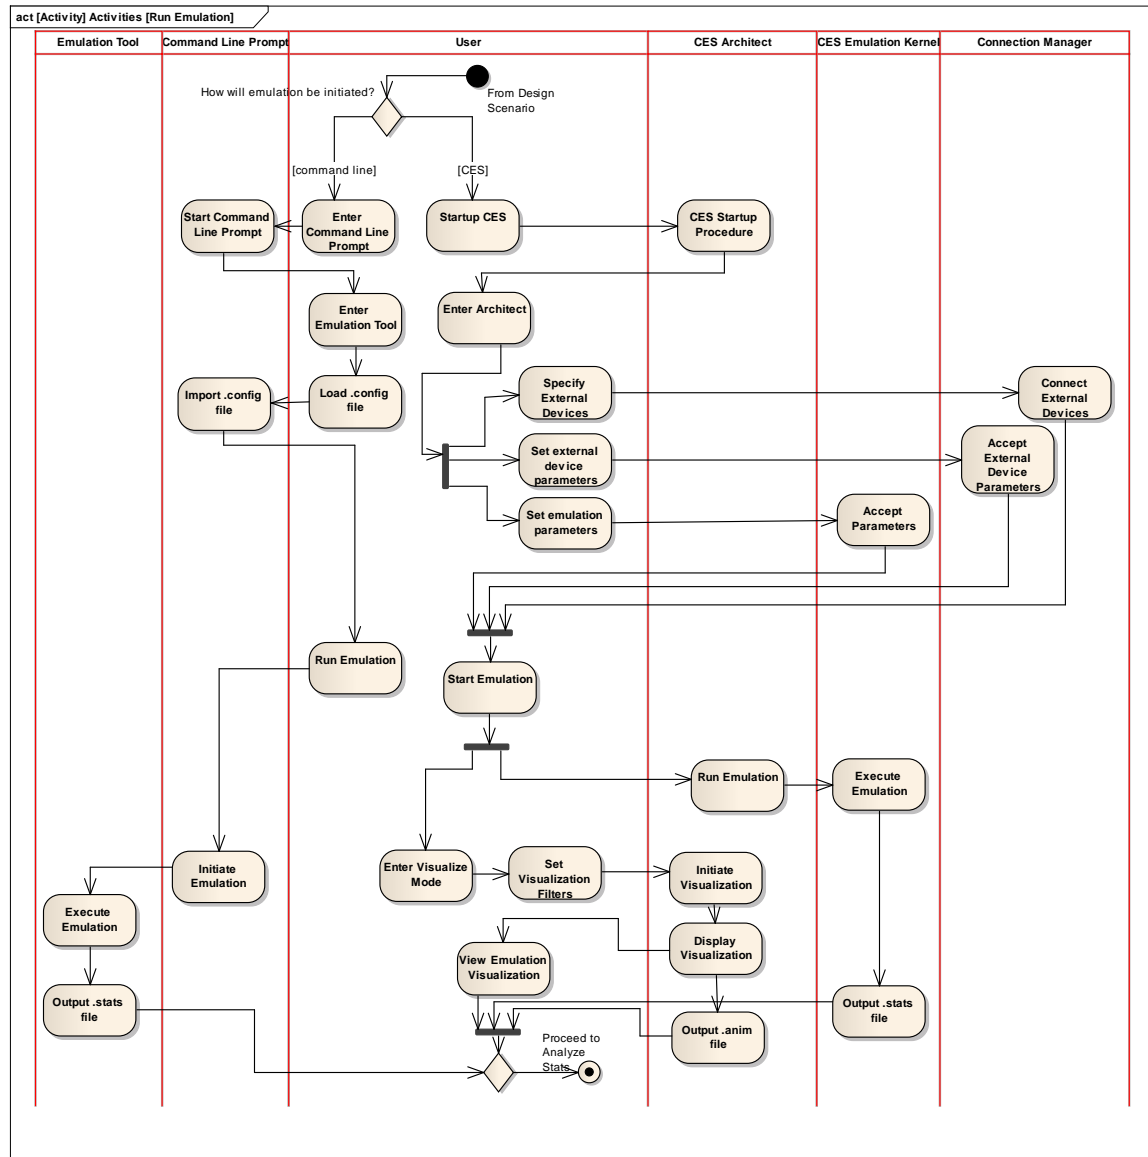 act [Activity] Activities [Run Emulation]
Emulation Tool
Command Line Prompt
User
CES Architect
CES Emulation Kernel
Connection Manager
How will emulation be initiated?
From Design
Scenario
[command line]
[CES]
Start Command
Line Prompt
Enter
Command Line
Prompt
Startup CES
CES Startup
Procedure
Enter
Emulation Tool
Enter Architect
Import .config
file
Load .config
file
Specify
External
Devices
Connect
External
Devices
Set external
device
parameters
Accept
External
Device
Parameters
Set emulation
parameters
Accept
Parameters
Run Emulation
Start Emulation
Run Emulation
Execute
Emulation
Initiate
Emulation
Enter Visualize
Mode
Set
Visualization
Filters
Initiate
Visualization
Execute
Emulation
Display
Visualization
View Emulation
Visualization
Output .stats
file
Output .stats
file
Output .anim
file
Proceed to
Analyze
Stats